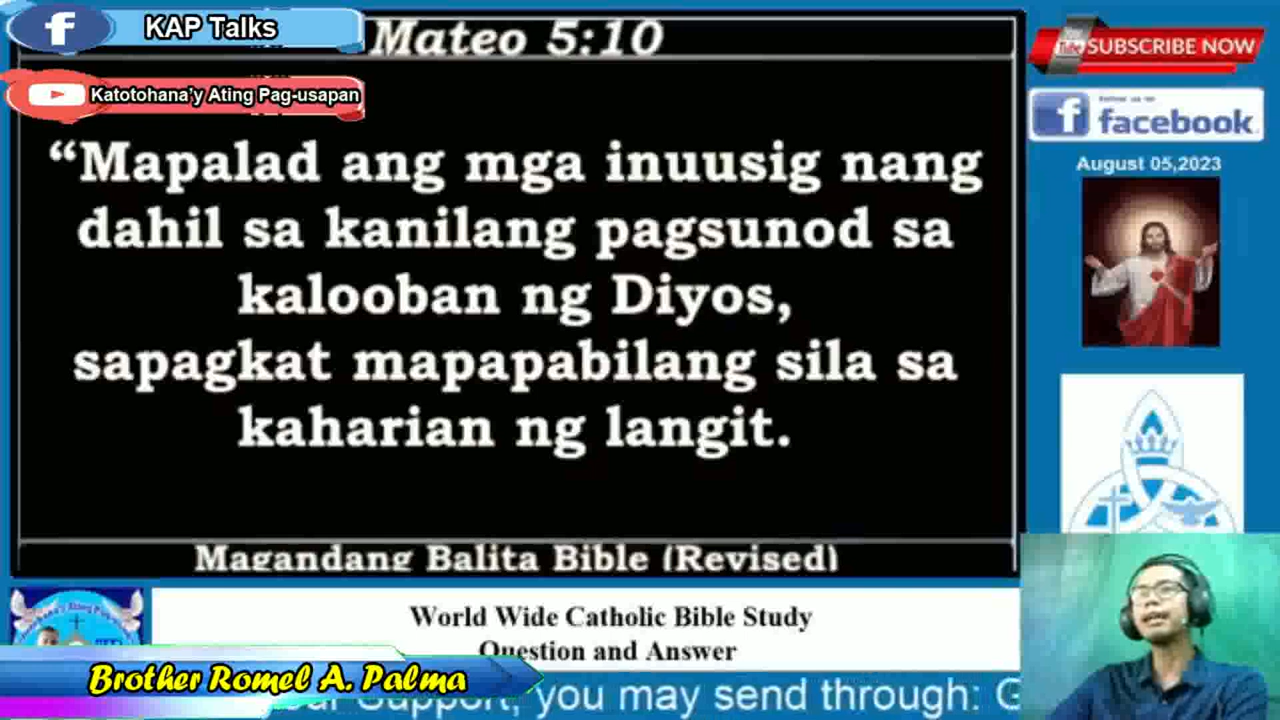 KAP Talks
Katotohana'y Ating Pag-usapan
Mateo 5:10
“Mapalad ang mga inuusig nang
dahil sa kanilang pagsunod sa
kalooban ng Diyos,
sapagkat mapapabilang sila sa
kaharian ng langit.
Magandang Balita Bible (Revised)
SUBSCRIBE NOW
facebook
August 05,2023
World Wide Catholic Bible Study
Question and Answer
Brother Romel A. Palma
Support, you may send through: G